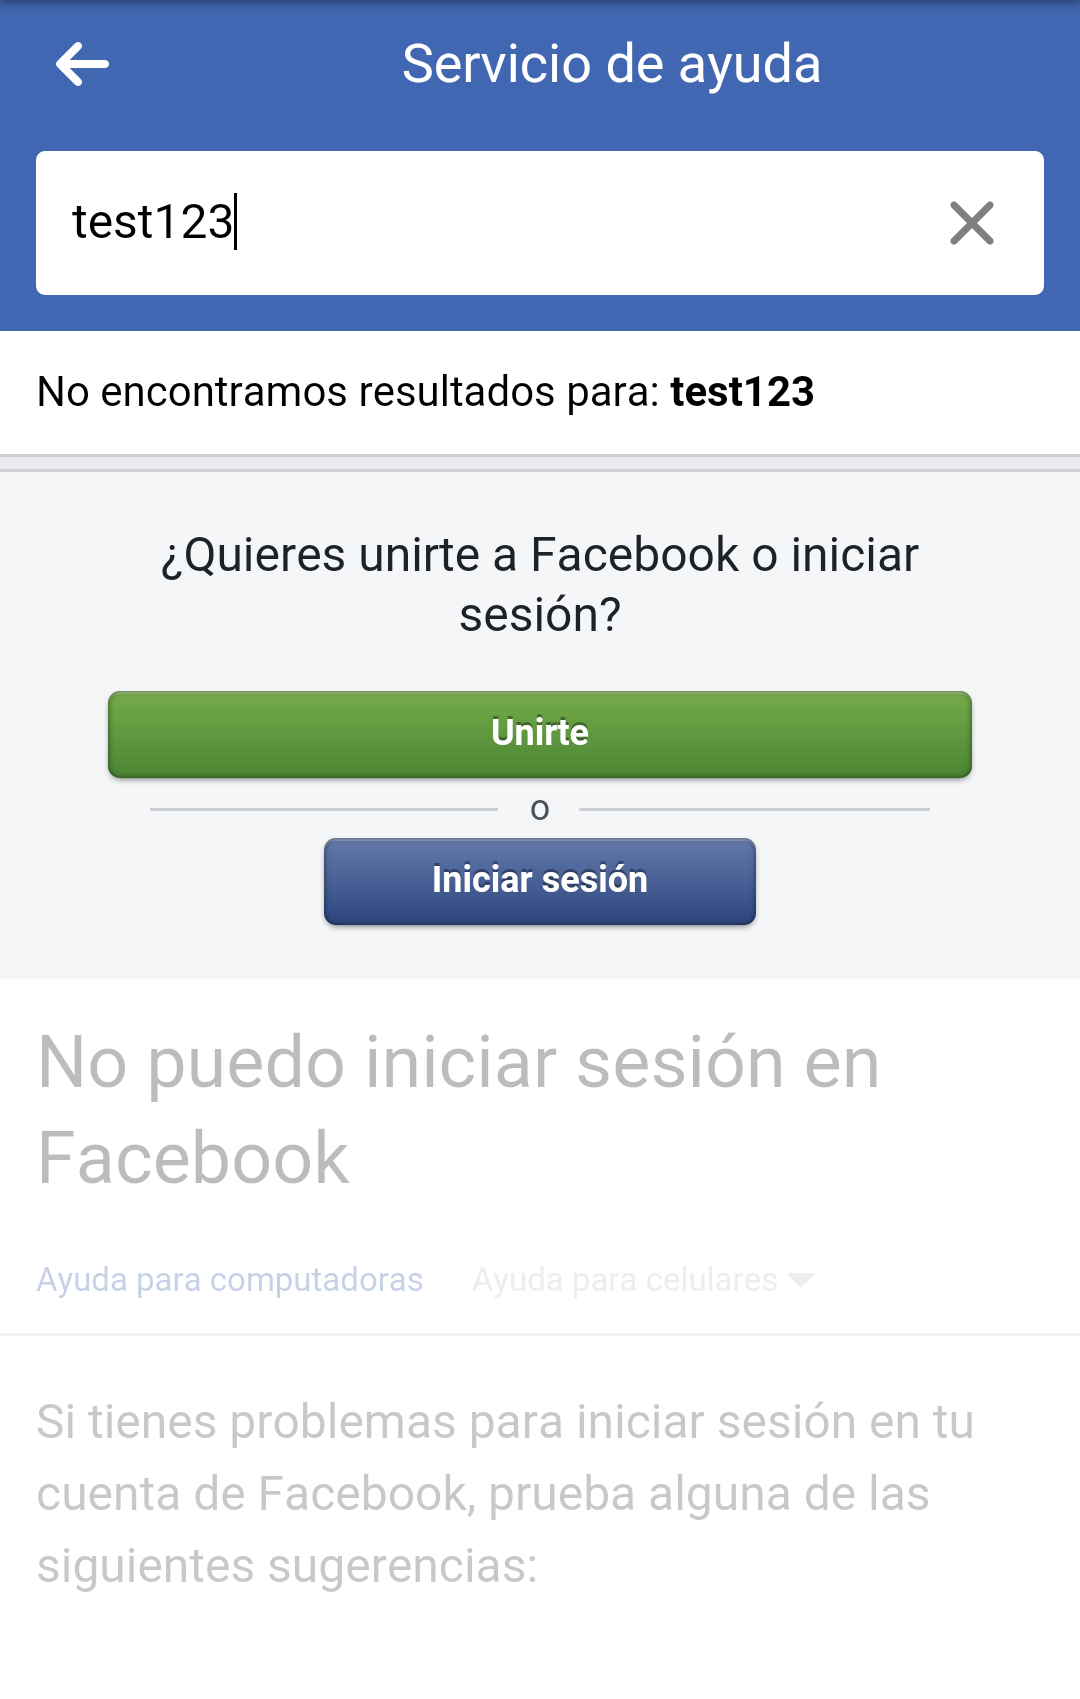 Servicio de ayuda
test123
No encontramos resultados para: test123
¿Quieres unirte a Facebook o iniciar
sesión?
Unirte
o
Iniciar sesión
No puedo iniciar sesión en
Facebook
Ayuda para computadoras Ayuda para celulares
Si tienes problemas para iniciar sesión en tu
cuenta de Facebook, prueba alguna de las
siguientes sugerencias: